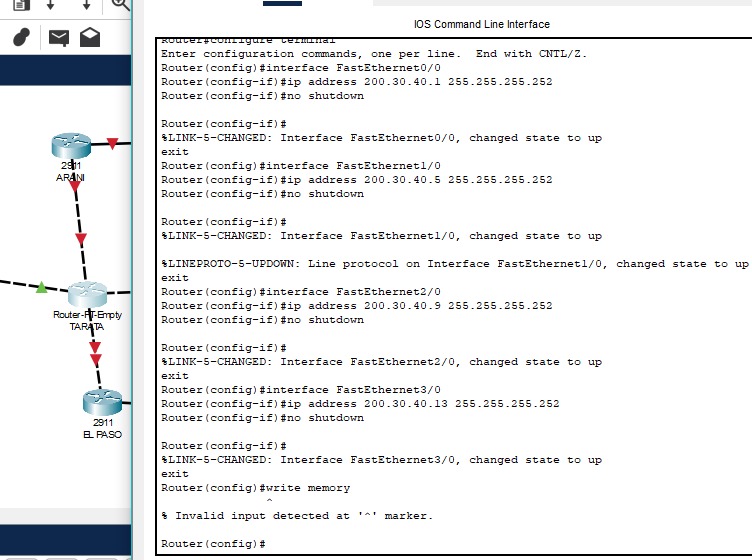 IOS Command Line Interface
Router#configure terminal
Enter configuration commands, one per line.  End with CNTL/Z.
Router(config)#interface FastEthernet0/0
Router(config-if)#ip address 200.30.40.1 255.255.255.252
Router(config-if)#no shutdown
Router(config-if)#
%LINK-5-CHANGED: Interface FastEthernet0/0, changed state to up
exit
Router(config)#interface FastEthernet1/0
Router(config-if)#ip address 200.30.40.5 255.255.255.252
Router(config-if)#no shutdown
Router(config-if)#
%LINK-5-CHANGED: Interface FastEthernet1/0, changed state to up
%LINEPROTO-5-UPDOWN: Line protocol on Interface FastEthernet1/0, changed state to up
exit
Router(config)#interface FastEthernet2/0
Router(config-if)#ip address 200.30.40.9 255.255.255.252
Router(config-if)#no shutdown
Router(config-if)#
%LINK-5-CHANGED: Interface FastEthernet2/0, changed state to up
exit
Router(config)#interface FastEthernet3/0
Router(config-if)#ip address 200.30.40.13 255.255.255.252
Router(config-if)#no shutdown
Router(config-if)#
%LINK-5-CHANGED: Interface FastEthernet3/0, changed state to up
exit
Router(config)#write memory
^
% Invalid input detected at '^' marker.
Router(config)#
2911
ARANI
Router-PT-Empty
TARATA
2911
EL PASO